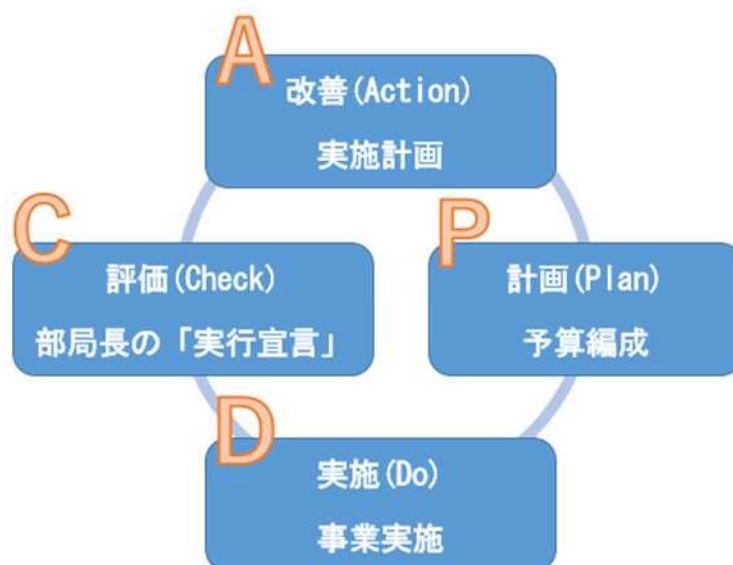 A
改善(Action)
実施計画
C
評価(Check)
部局長の「実行宣言」
P
計画(Plan)
予算編成
D
実施(Do)
事業実施